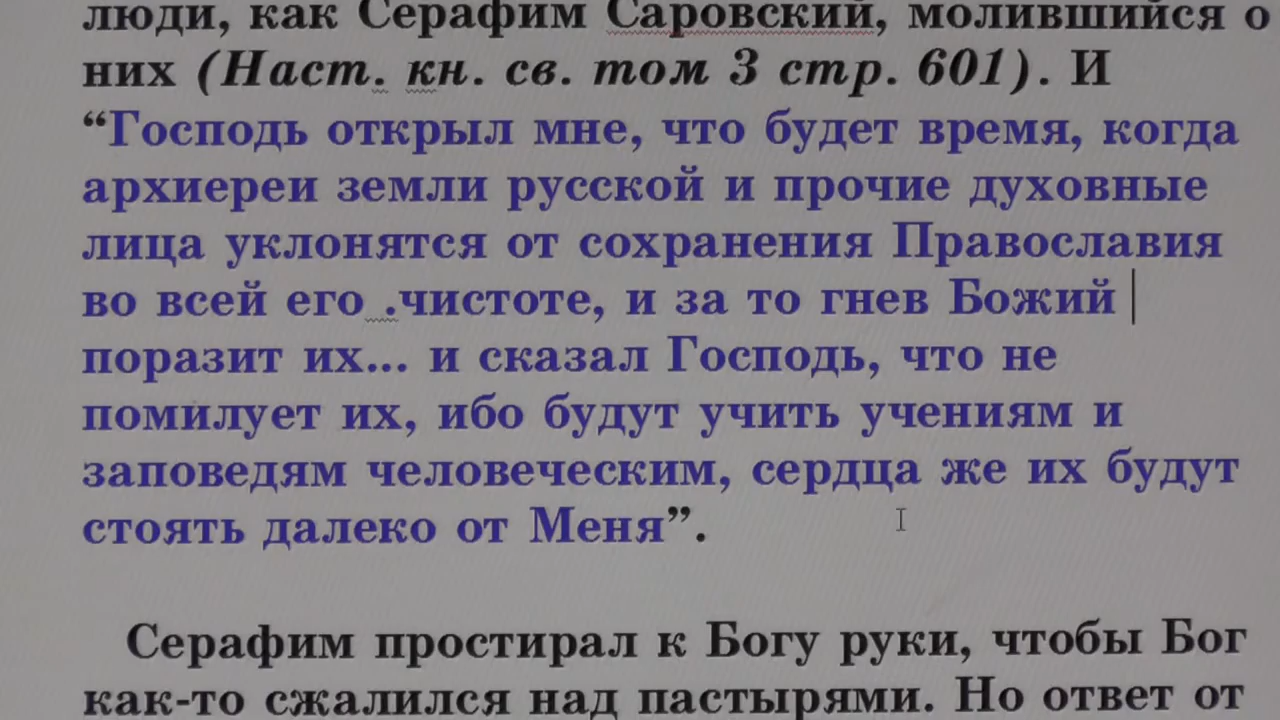 люди, как Серафим Саровский, молившийся о
них (Наст. кн. св. том 3 стр. 601). И
“Господь открыл мне, что будет время, когда
архиереи земли русской и прочие духовные
лица уклонятся от сохранения Православия
во всей его .чистоте, и за то гнев Божий
поразит их... и сказал Господь, что не
помилует их, ибо будут учить учениям и
заповедям человеческим, сердца же их будут
стоять далеко от Меня”.
Серафим простирал к Богу руки, чтобы Бог
как-то сжалился над пастырями. Но ответ от